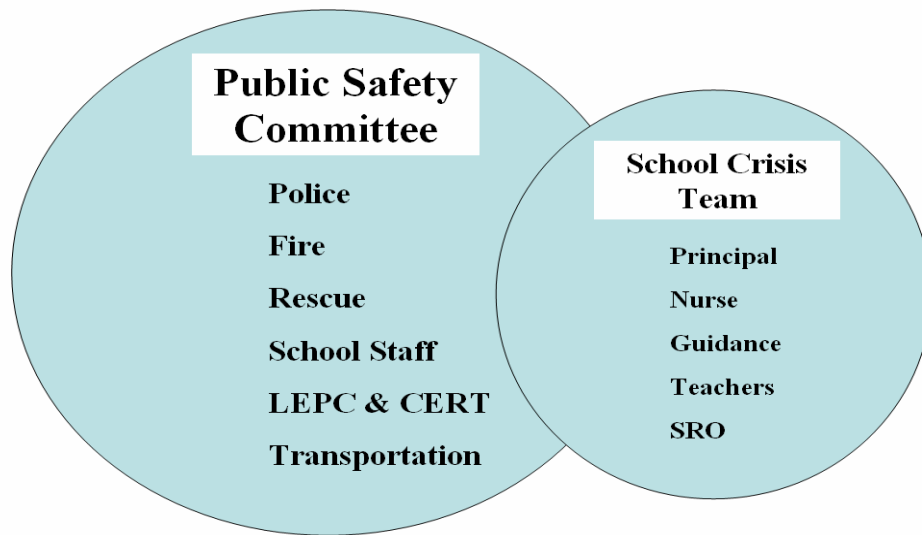 Public Safety
Committee
Police
Fire
Rescue
School Staff
LEPC & CERT
Transportation
School Crisis
Team
Principal
Nurse
Guidance
Teachers
SRO